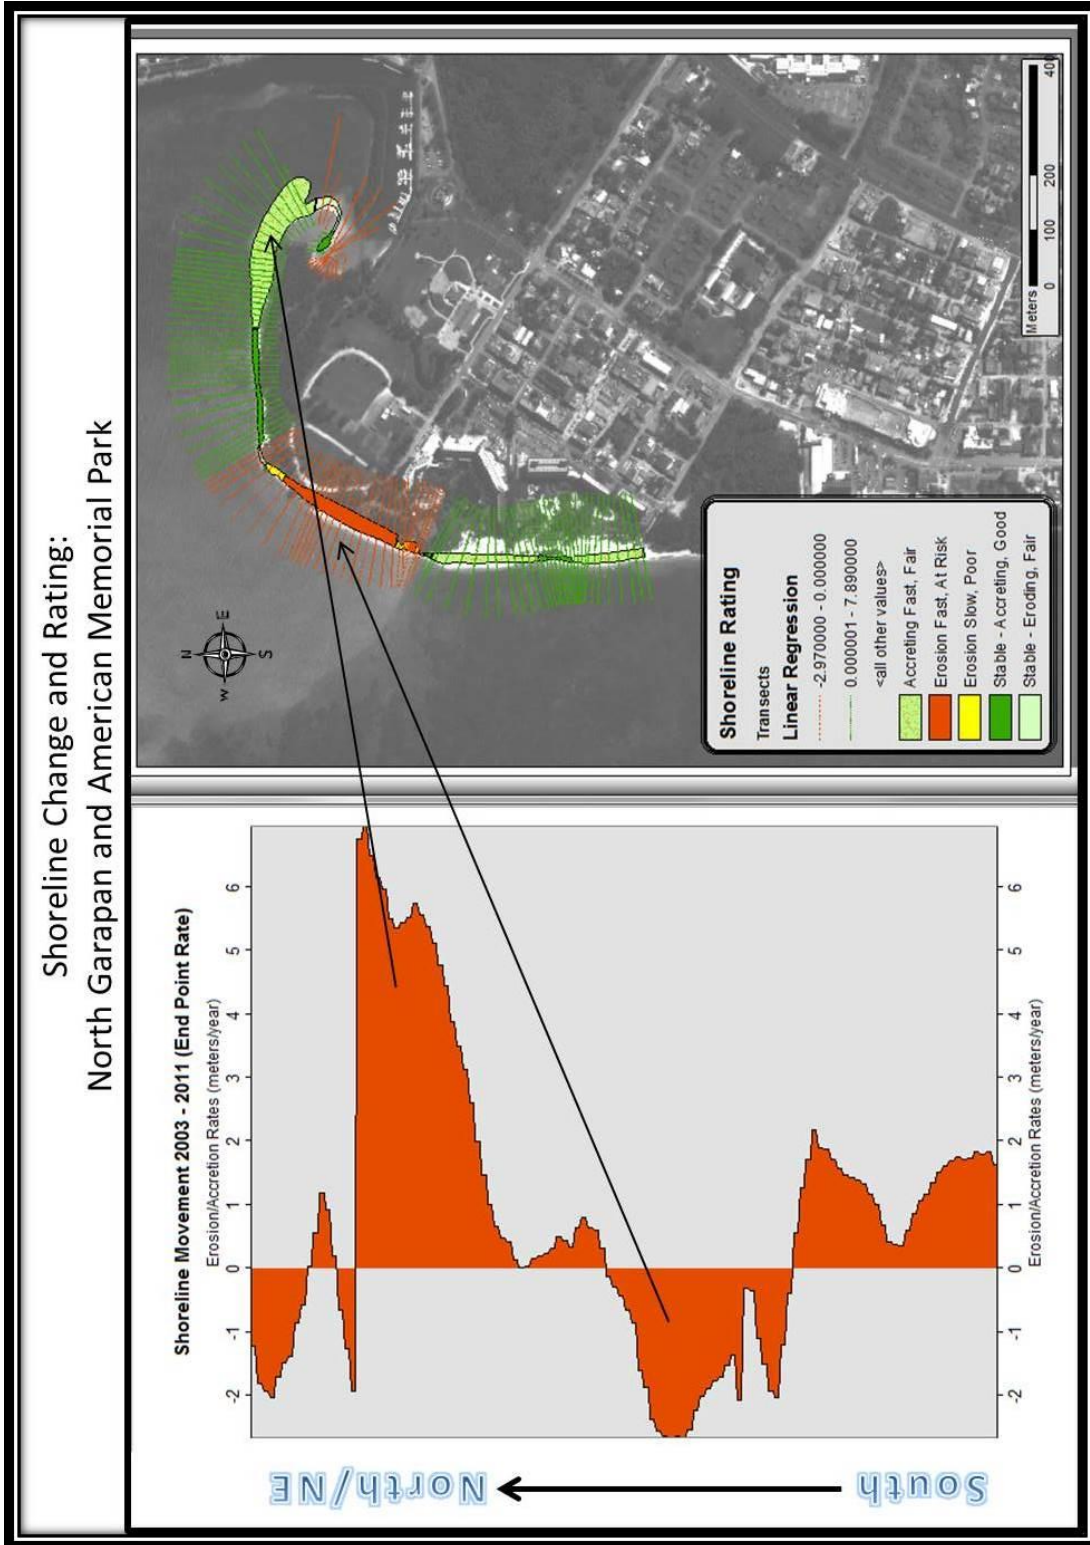 Shoreline Change and Rating:
North Garapan and American Memorial Park
Shoreline Movement 2003 - 2011 (End Point Rate)
Erosion/Accretion Rates (meters/year)
-2 -1 0 1 2 3 4 5 6
-2 -1 0 1 2 3 4 5 6
Erosion/Accretion Rates (meters/year)
North/NE
South
N
W E
S
Shoreline Rating
Transects
Linear Regression
-2.970000 - 0.000000
0.000001 - 7.890000
<all other values>
Accreting Fast, Fair
Erosion Fast, At Risk
Erosion Slow, Poor
Stable - Accreting, Good
Stable - Eroding, Fair
Meters
0 100 200 400